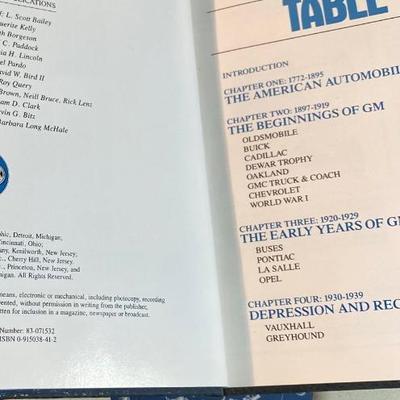 PUBLICATIONS
L. Scott Bailey
Kelly
Borgeson
C. Paddock
H. Lincoln
Pardo
W. Bird II
Roy Query
Brown, Neill Bruce, Rick Lenz
D. Clark
G. Bitz
Barbara Long McHale
Detroit, Michigan,
Cincinnati, Ohio;
Kenilworth, New Jersey;
Cherry Hill, New Jersey.
Princeton, New Jersey, and
All Rights Reserved.
means, electronic or mechanical, including photocopy, recording
without permission in writing from the publisher,
for inclusion in a magazine, newspaper or broadcast.
Number: 83-071532
ISBN 0-915038-41-2
TABLE
INTRODUCTION
CHAPTER ONE: 1772-1895
THE AMERICAN AUTOMOBIL
CHAPTER TWO: 1897-1919
THE BEGINNINGS OF GM
OLDSMOBILE
BUICK
CADILLAC
DEWAR TROPHY
OAKLAND
GMC TRUCK & COACH
CHEVROLET
WORLD WAR I
CHAPTER THREE: 1920-1929
THE EARLY YEARS OF GM
BUSES
PONTIAC
LA SALLE
OPEL
CHAPTER FOUR: 1930-1939
DEPRESSION AND REC
VAUXHALL
GREYHOUND